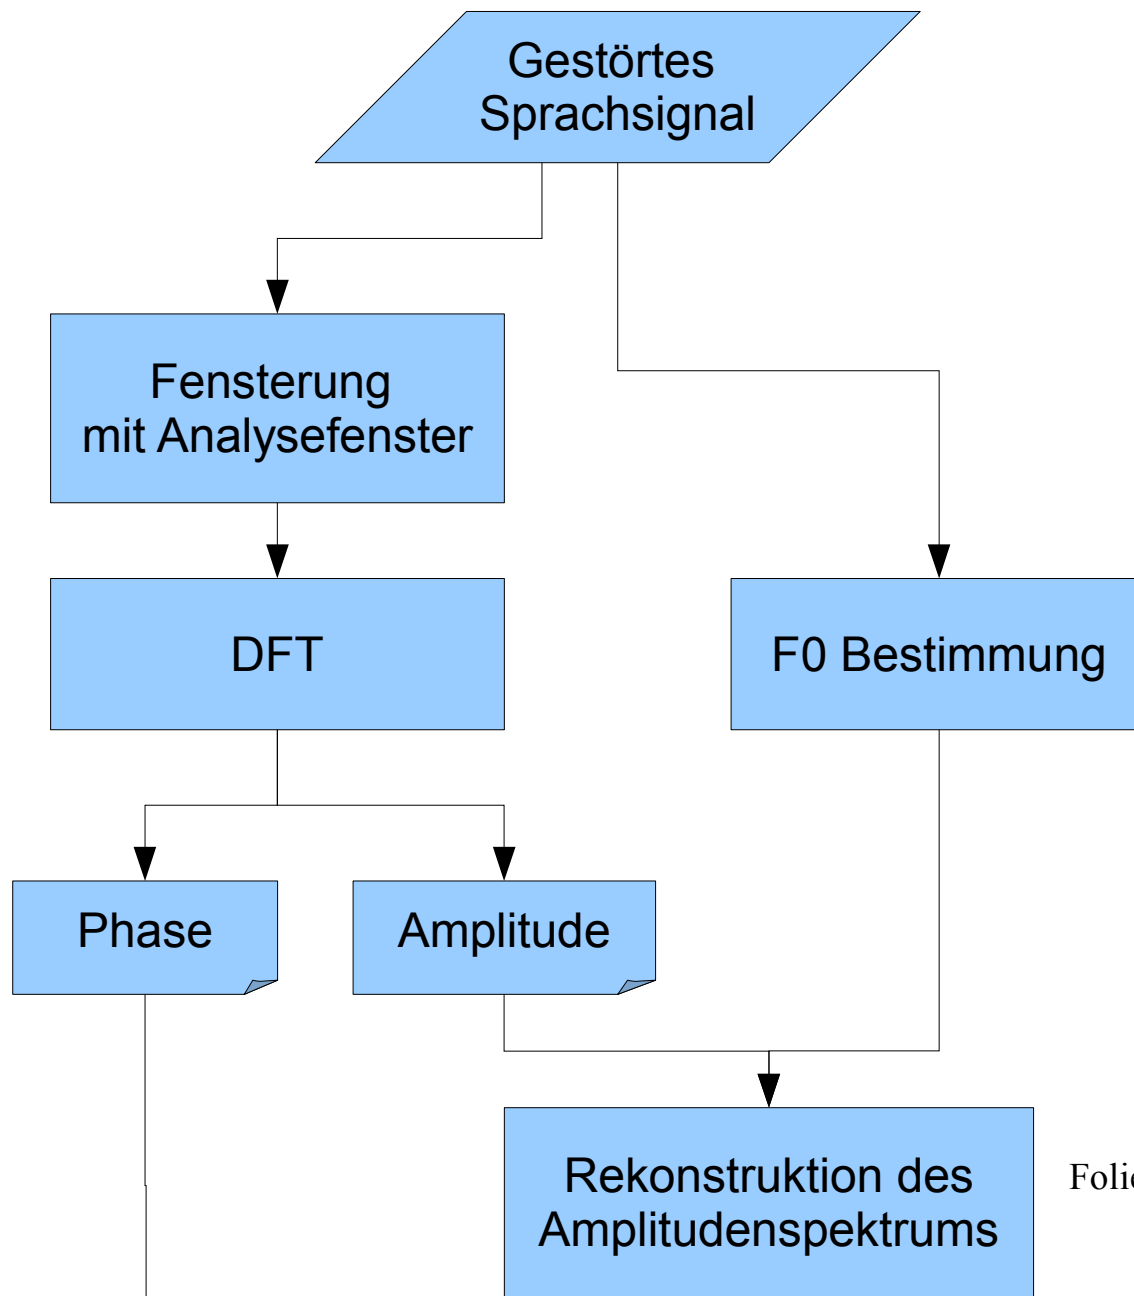 Gestörtes
Sprachsignal
Fensterung
mit Analysefenster
DFT
F0 Bestimmung
Phase
Amplitude
Rekonstruktion des
Amplitudenspektrums